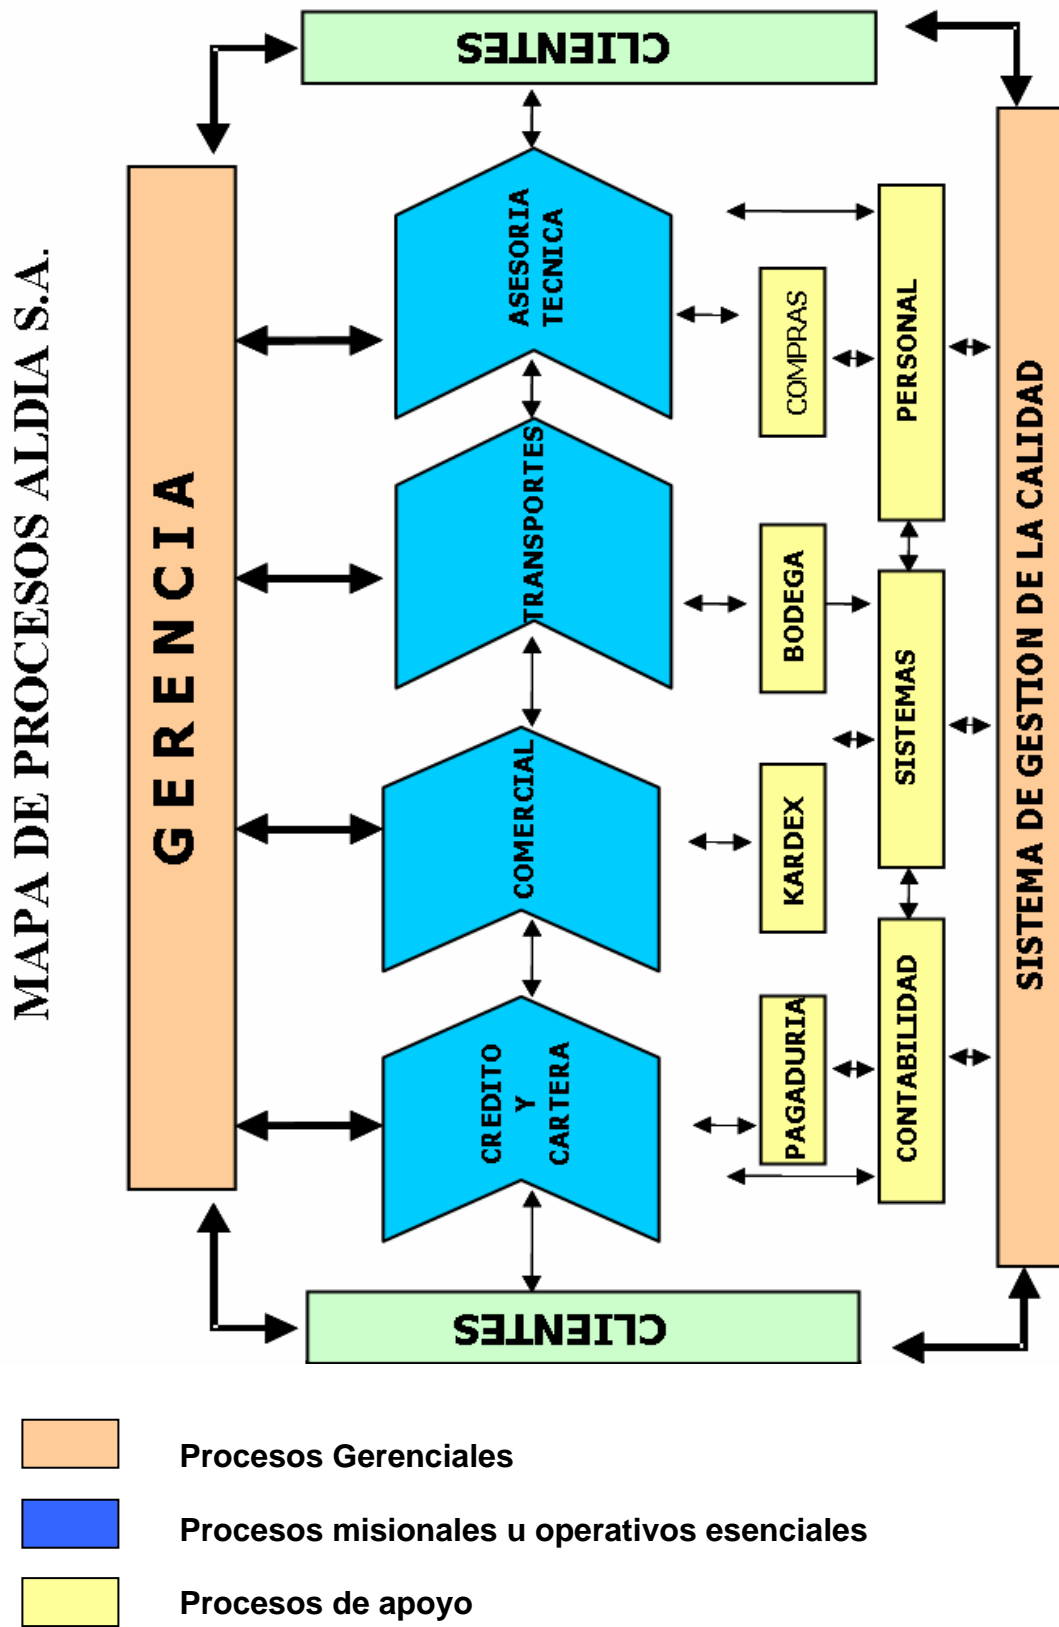 MAPA DE PROCESOS ALDIA S.A.
GERENCIA
CLIENTES
CREDITO
Y
CARTERA
COMERCIAL
TRANSPORTES
ASESORIA
TECNICA
CLIENTES
PAGADURIA
KARDEX
BODEGA
COMPRAS
CONTABILIDAD
SISTEMAS
PERSONAL
SISTEMA DE GESTION DE LA CALIDAD
Procesos Gerenciales
Procesos misionales u operativos esenciales
Procesos de apoyo